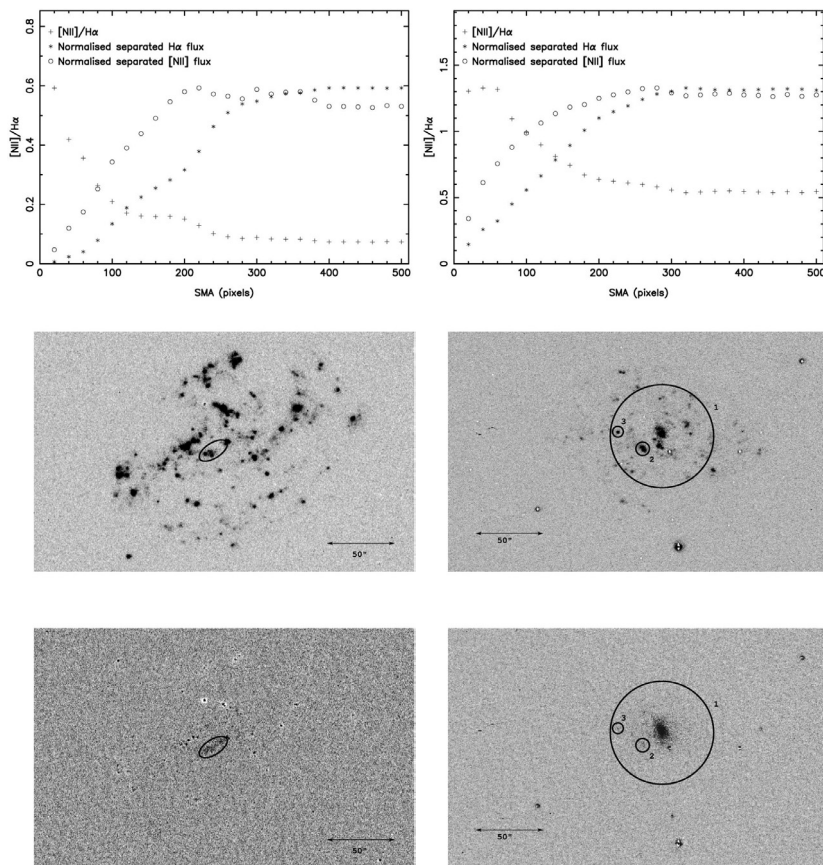 0.8
0.6
0.4
0.2
0
[NII]/Hα
[NII]/Hα
Normalised separated Hα flux
Normalised separated [NII] flux
0 100 200 300 400 500
SMA (pixels)
1.5
1
0.5
0
[NII]/Hα
[NII]/Hα
Normalised separated Hα flux
Normalised separated [NII] flux
0 100 200 300 400 500
SMA (pixels)
50"
1
3
2
50"
50"
1
3
2
50"